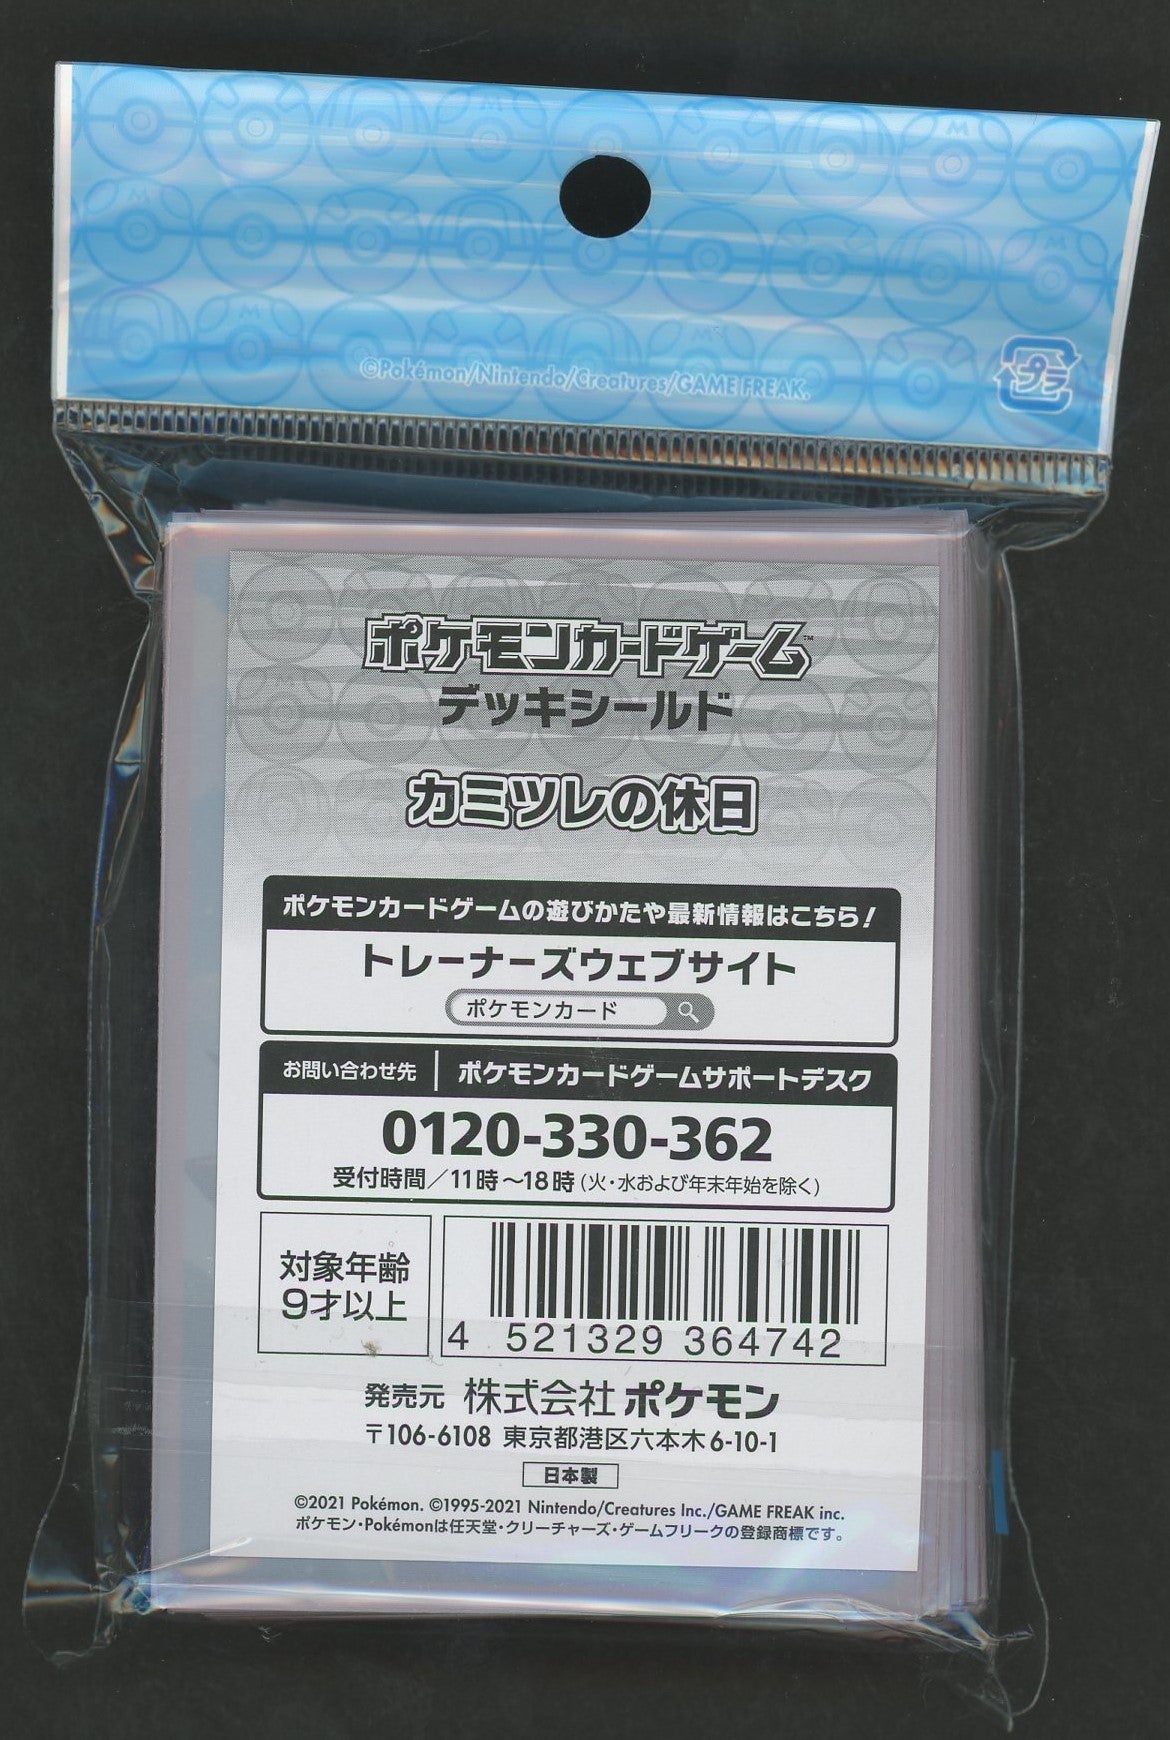 ©Pokémon/Nintendo/Creatures/GAME FREAK.
プラ
ポケモンカードゲーム™
デッキシールド
カミツレの休日
ポケモンカードゲームの遊びかたや最新情報はこちら!
トレーナーズウェブサイト
ポケモンカード
お問い合わせ先 ポケモンカードゲームサポートデスク
0120-330-362
受付時間/11時~18時(火・水および年末年始を除く)
対象年齢
9才以上
4 521329 364742
発売元 株式会社ポケモン
〒106-6108 東京都港区六本木6-10-1
日本製
©2021 Pokémon. ©1995-2021 Nintendo/Creatures Inc./GAME FREAK inc.
ポケモン・Pokémonは任天堂・クリーチャーズ・ゲームフリークの登録商標です。